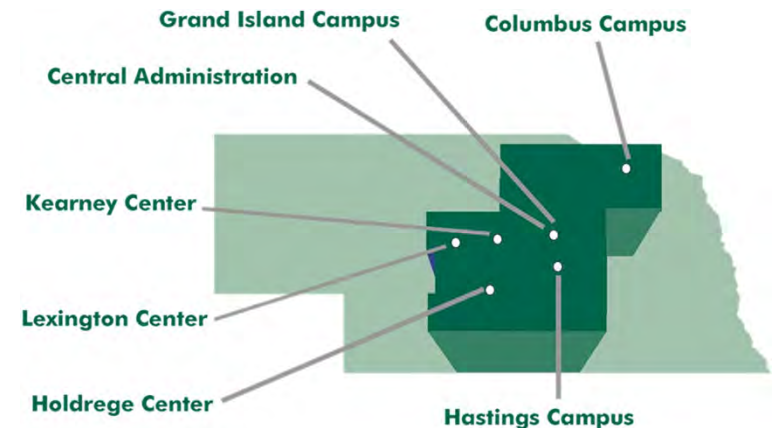 Grand Island Campus
Columbus Campus
Central Administration
Kearney Center
Lexington Center
Holdrege Center
Hastings Campus